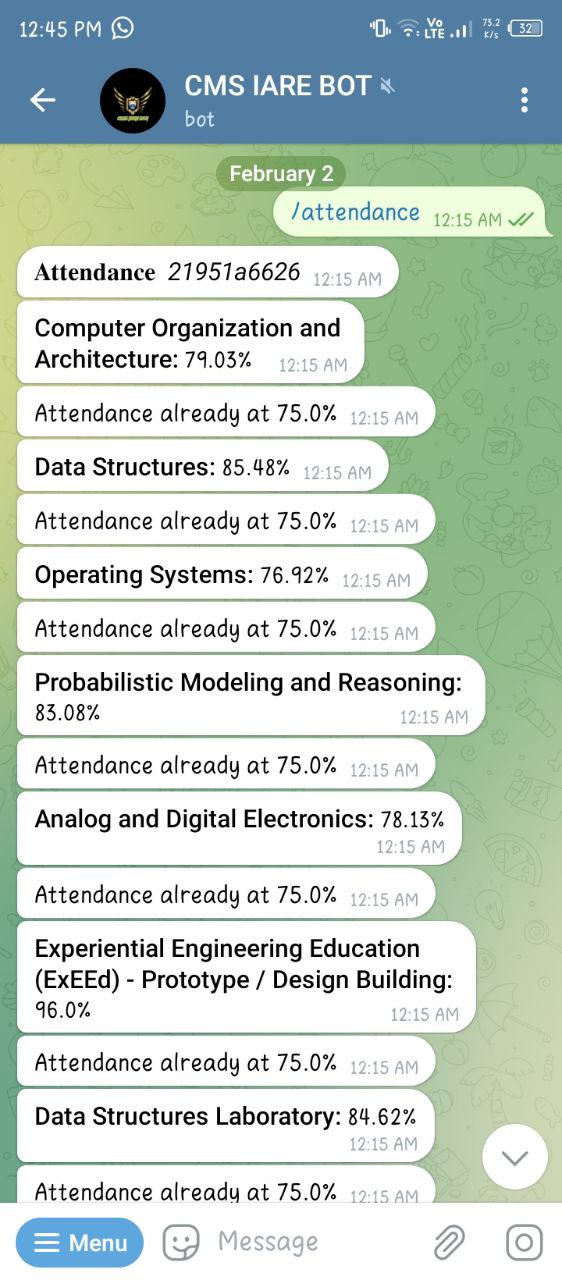 12:45 PM
Vo LTE 75.2 K/s 32
CMS IARE BOT
bot
February 2
/attendance 12:15 AM
Attendance 21951a6626 12:15 AM
Computer Organization and
Architecture: 79.03% 12:15 AM
Attendance already at 75.0% 12:15 AM
Data Structures: 85.48% 12:15 AM
Attendance already at 75.0% 12:15 AM
Operating Systems: 76.92% 12:15 AM
Attendance already at 75.0% 12:15 AM
Probabilistic Modeling and Reasoning:
83.08% 12:15 AM
Attendance already at 75.0% 12:15 AM
Analog and Digital Electronics: 78.13%
12:15 AM
Attendance already at 75.0% 12:15 AM
Experiential Engineering Education
(ExEEd) - Prototype / Design Building:
96.0% 12:15 AM
Attendance already at 75.0% 12:15 AM
Data Structures Laboratory: 84.62%
12:15 AM
Attendance already at 75.0% 12:15 AM
Menu Message